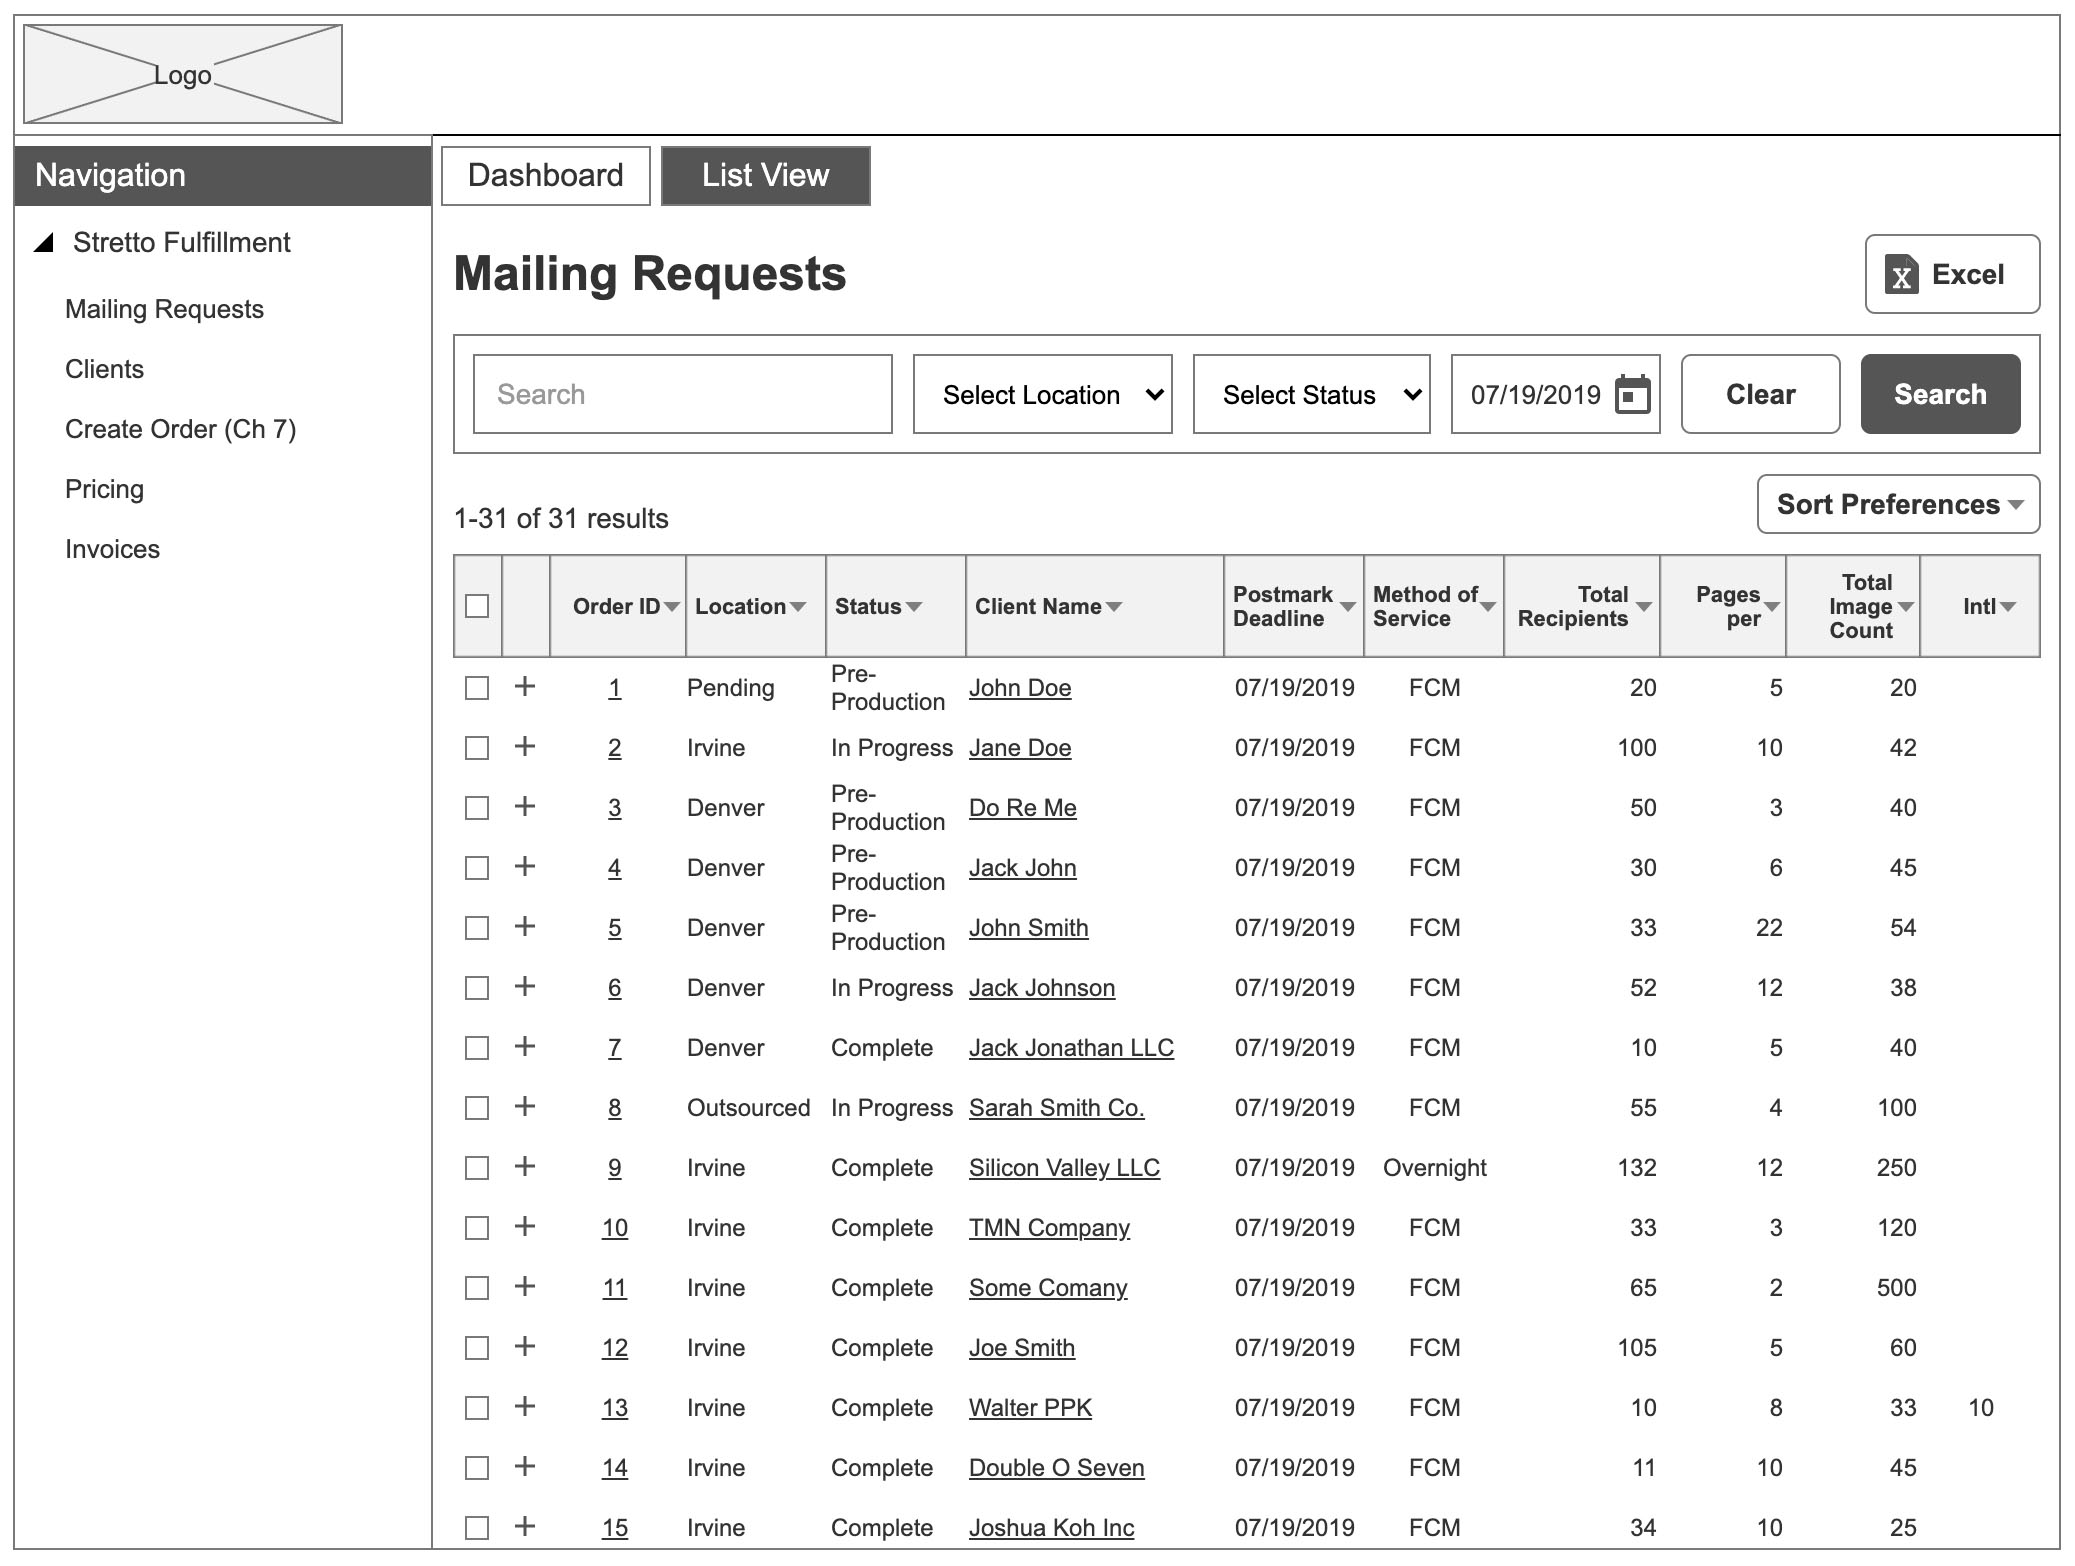 Logo
Navigation
Stretto Fulfillment
Mailing Requests
Clients
Create Order (Ch 7)
Pricing
Invoices
Dashboard List View
Mailing Requests
Excel
Search Select Location Select Status 07/19/2019 Clear Search
1-31 of 31 results
Sort Preferences
Order ID Location Status Client Name Postmark Deadline Method of Service Total Recipients Pages per Total Image Count Intl
1 Pending Pre-Production John Doe 07/19/2019 FCM 20 5 20
2 Irvine In Progress Jane Doe 07/19/2019 FCM 100 10 42
3 Denver Pre-Production Do Re Me 07/19/2019 FCM 50 3 40
4 Denver Pre-Production Jack John 07/19/2019 FCM 30 6 45
5 Denver Pre-Production John Smith 07/19/2019 FCM 33 22 54
6 Denver In Progress Jack Johnson 07/19/2019 FCM 52 12 38
7 Denver Complete Jack Jonathan LLC 07/19/2019 FCM 10 5 40
8 Outsourced In Progress Sarah Smith Co. 07/19/2019 FCM 55 4 100
9 Irvine Complete Silicon Valley LLC 07/19/2019 Overnight 132 12 250
10 Irvine Complete TMN Company 07/19/2019 FCM 33 3 120
11 Irvine Complete Some Comany 07/19/2019 FCM 65 2 500
12 Irvine Complete Joe Smith 07/19/2019 FCM 105 5 60
13 Irvine Complete Walter PPK 07/19/2019 FCM 10 8 33 10
14 Irvine Complete Double O Seven 07/19/2019 FCM 11 10 45
15 Irvine Complete Joshua Koh Inc 07/19/2019 FCM 34 10 25